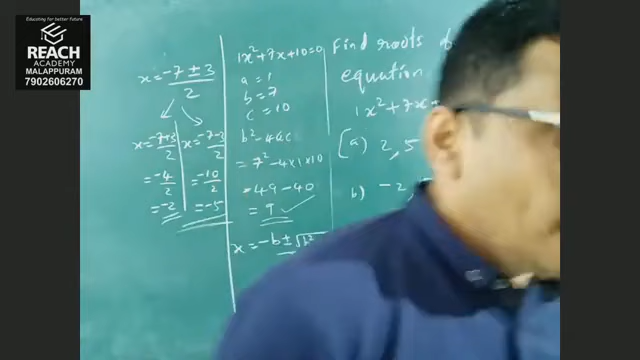 Educating for better future
REACH
ACADEMY
MALAPPURAM
7902606270
x = -7 ± 3
2
x = -7+3
2
= -4
2
= -2
x = -7-3
2
= -10
2
= -5
1x² + 7x + 10 = 0
a = 1
b = 7
c = 10
b² - 4ac
= 7² - 4×1×10
= 49 - 40
= 9 ✓
x = -b ± √b²
Find roots of
equation
1x² + 7x +
(a) 2, 5
b) -2,